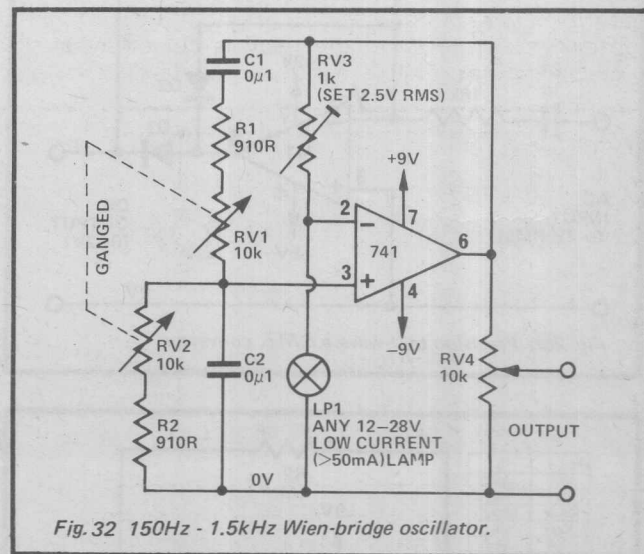 C1
0µ1
RV3
1k
(SET 2.5V RMS)
R1
910R
+9V
GANGED
RV1
10k
2
7
741
6
3
4
-9V
RV2
10k
C2
0µ1
RV4
10k
R2
910R
LP1
ANY 12–28V
LOW CURRENT
(>50mA) LAMP
OUTPUT
0V
Fig. 32 150Hz - 1.5kHz Wien-bridge oscillator.